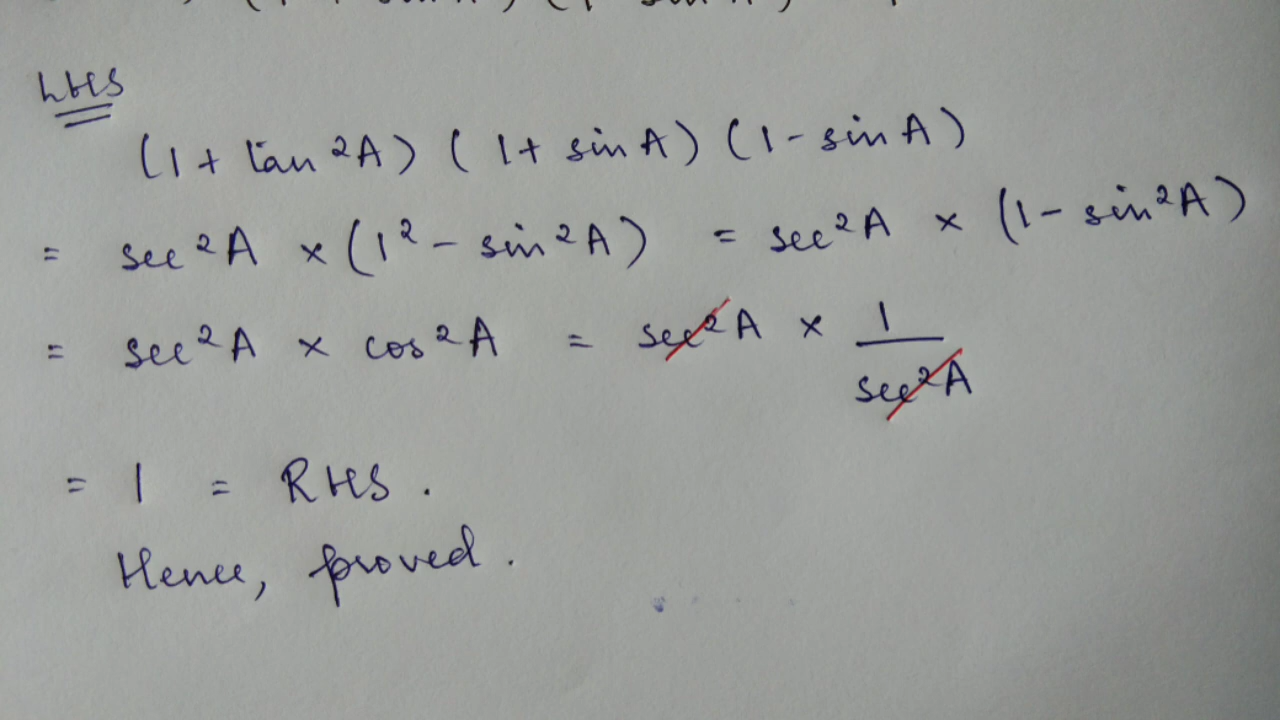 LHS
(1 + tan²A) (1 + sin A) (1 - sin A)
= sec²A × (1² - sin²A) = sec²A × (1 - sin²A)
= sec²A × cos²A = sec²A × 1/sec²A
= 1 = RHS.
Hence, proved.